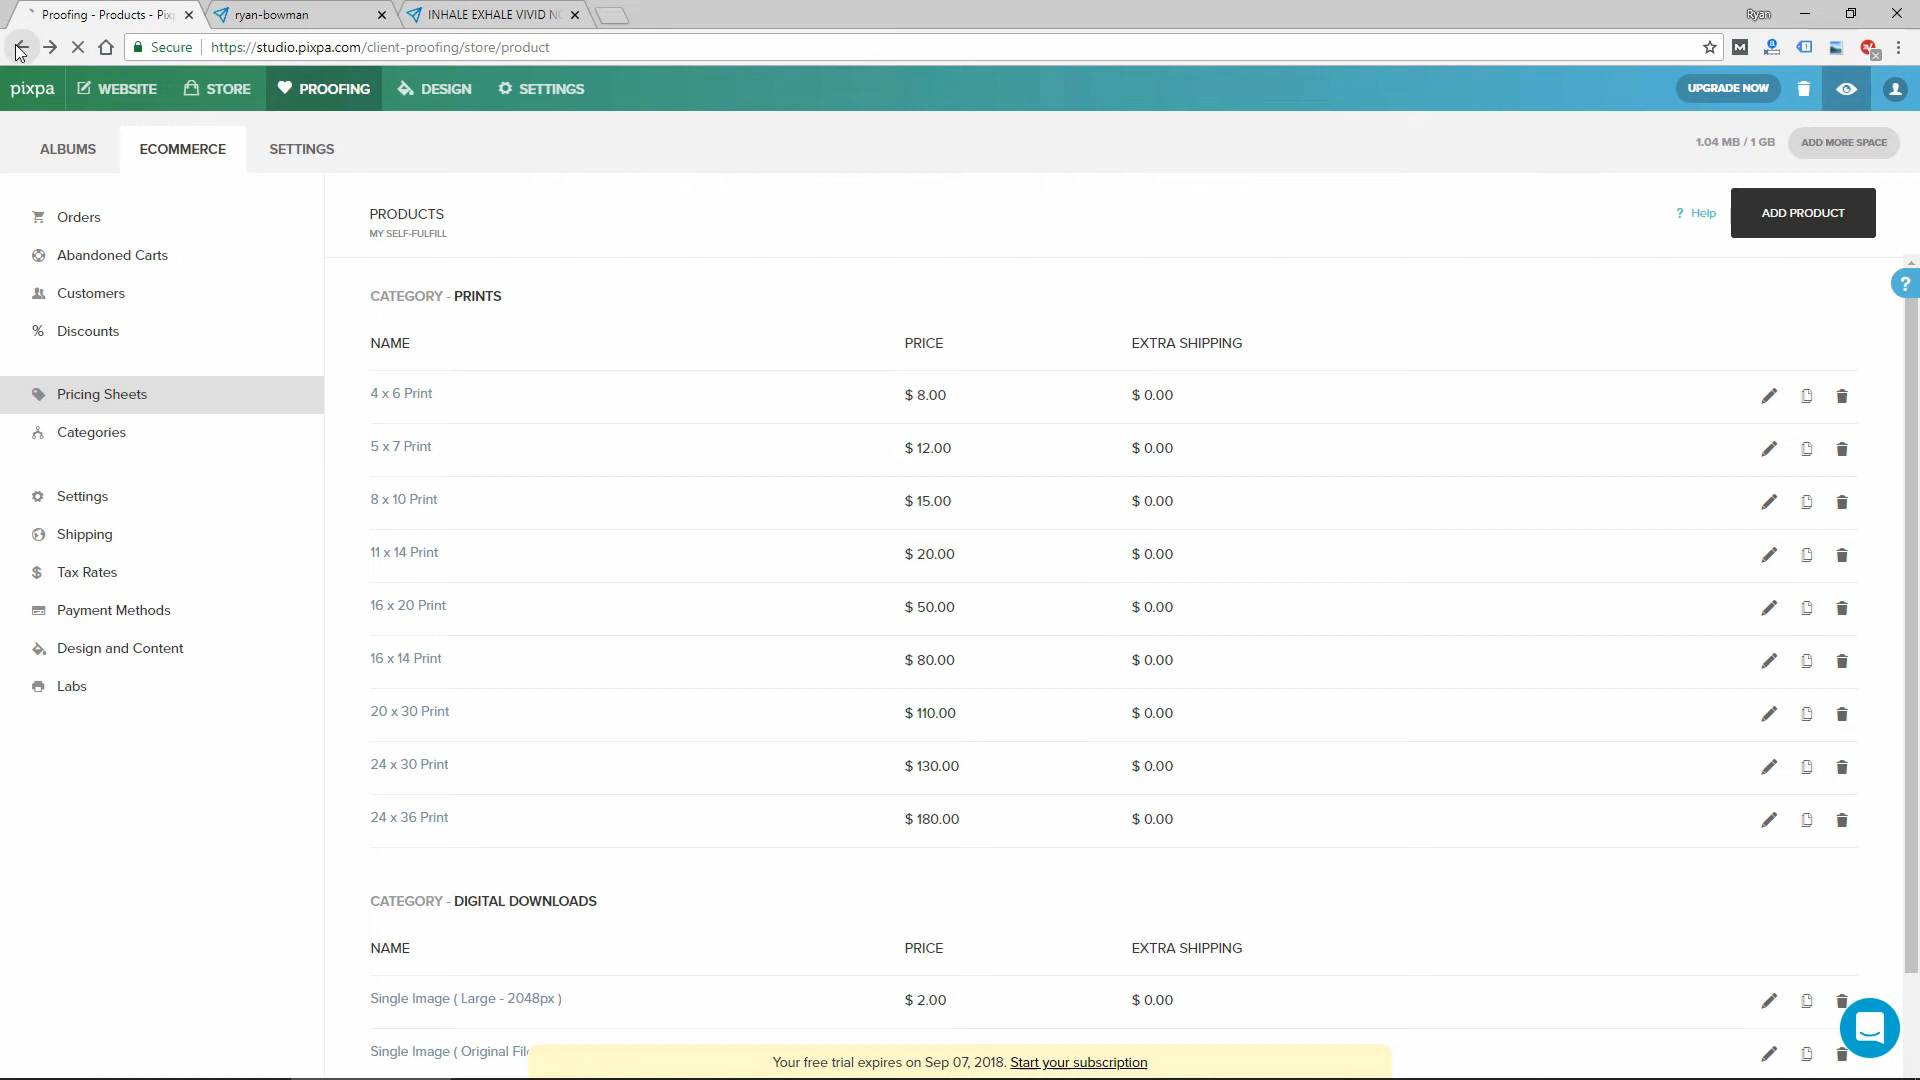 Proofing - Products - Pix
ryan-bowman
INHALE EXHALE VIVID N
Ryan
Secure
https://studio.pixpa.com/client-proofing/store/product
pixpa
WEBSITE
STORE
PROOFING
DESIGN
SETTINGS
UPGRADE NOW
ALBUMS
ECOMMERCE
SETTINGS
1.04 MB / 1 GB
ADD MORE SPACE
Orders
Abandoned Carts
Customers
Discounts
Pricing Sheets
Categories
Settings
Shipping
Tax Rates
Payment Methods
Design and Content
Labs
PRODUCTS
MY SELF-FULFILL
? Help
ADD PRODUCT
?
CATEGORY - PRINTS
NAME PRICE EXTRA SHIPPING
4 x 6 Print $ 8.00 $ 0.00
5 x 7 Print $ 12.00 $ 0.00
8 x 10 Print $ 15.00 $ 0.00
11 x 14 Print $ 20.00 $ 0.00
16 x 20 Print $ 50.00 $ 0.00
16 x 14 Print $ 80.00 $ 0.00
20 x 30 Print $ 110.00 $ 0.00
24 x 30 Print $ 130.00 $ 0.00
24 x 36 Print $ 180.00 $ 0.00
CATEGORY - DIGITAL DOWNLOADS
NAME PRICE EXTRA SHIPPING
Single Image ( Large - 2048px ) $ 2.00 $ 0.00
Single Image ( Original Fil
Your free trial expires on Sep 07, 2018. Start your subscription